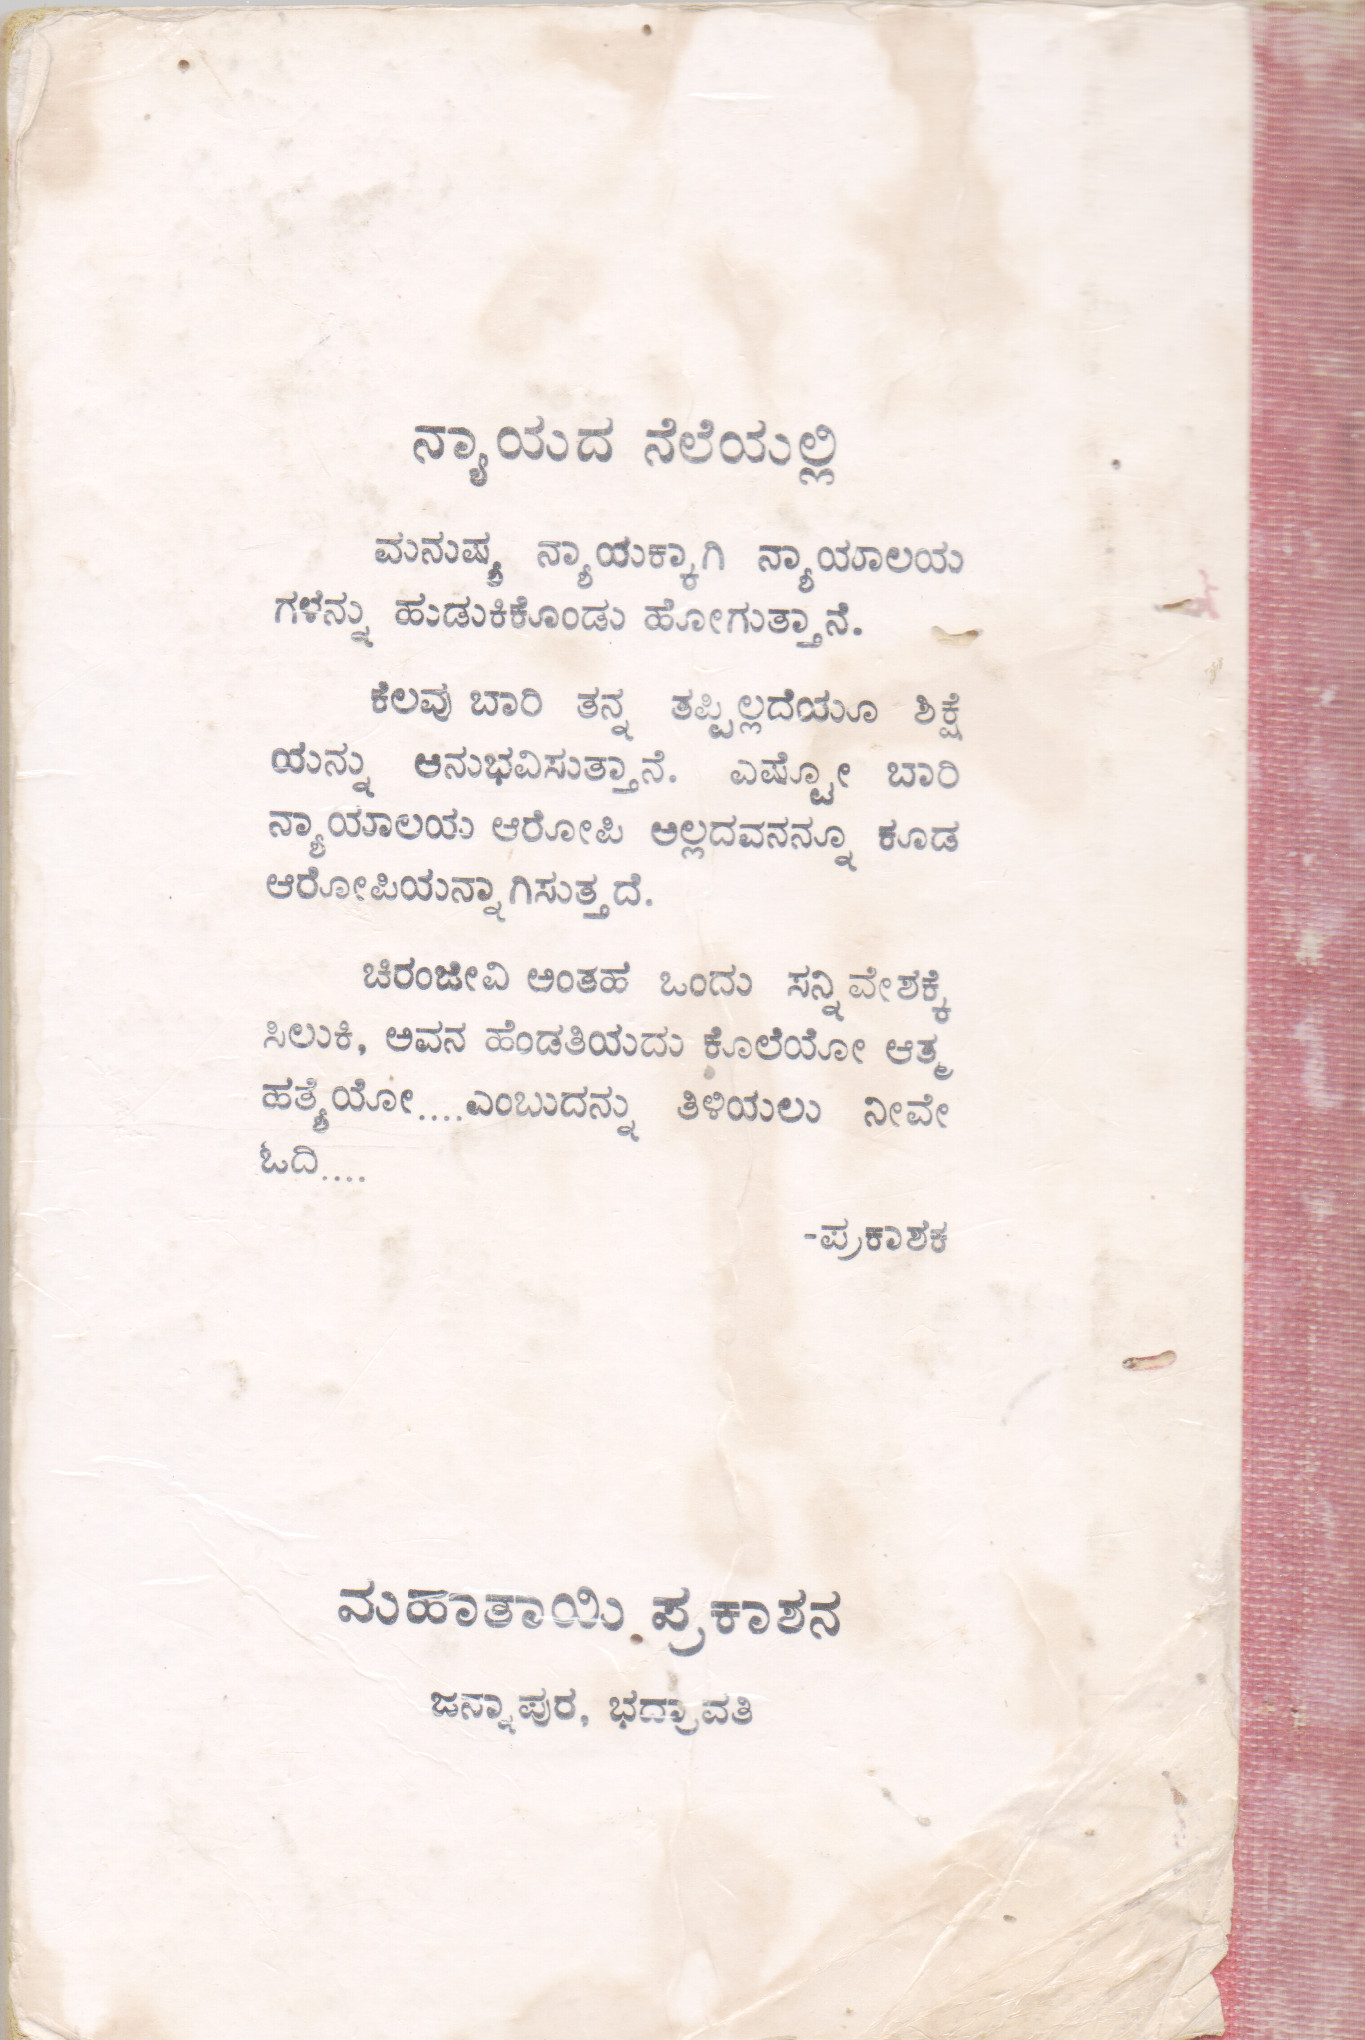 ನ್ಯಾಯದ ನೆಲೆಯಲ್ಲಿ
ಮನುಷ್ಯ ನ್ಯಾಯಕ್ಕಾಗಿ ನ್ಯಾಯಾಲಯ
ಗಳನ್ನು ಹುಡುಕಿಕೊಂಡು ಹೋಗುತ್ತಾನೆ.
ಕೆಲವು ಬಾರಿ ತನ್ನ ತಪ್ಪಿಲ್ಲದೆಯೂ ಶಿಕ್ಷೆ
ಯನ್ನು ಅನುಭವಿಸುತ್ತಾನೆ. ಎಷ್ಟೋ ಬಾರಿ
ನ್ಯಾಯಾಲಯ ಆರೋಪಿ ಅಲ್ಲದವನನ್ನೂ ಕೂಡ
ಆರೋಪಿಯನ್ನಾಗಿಸುತ್ತದೆ.
ಚಿರಂಜೀವಿ ಅಂತಹ ಒಂದು ಸನ್ನಿವೇಶಕ್ಕೆ
ಸಿಲುಕಿ, ಅವನ ಹೆಂಡತಿಯದು ಕೊಲೆಯೋ ಆತ್ಮ
ಹತ್ಯೆಯೋ....ಎಂಬುದನ್ನು ತಿಳಿಯಲು ನೀವೇ
ಓದಿ....
-ಪ್ರಕಾಶಕ
ಮಹಾತಾಯಿ ಪ್ರಕಾಶನ
ಜನ್ನಾಪುರ, ಭದ್ರಾವತಿ